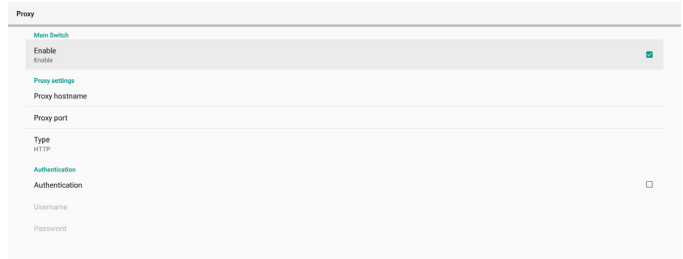 Proxy
Main Switch
Enable
Enable
Proxy settings
Proxy hostname
Proxy port
Type
HTTP
Authentication
Authentication
Username
Password